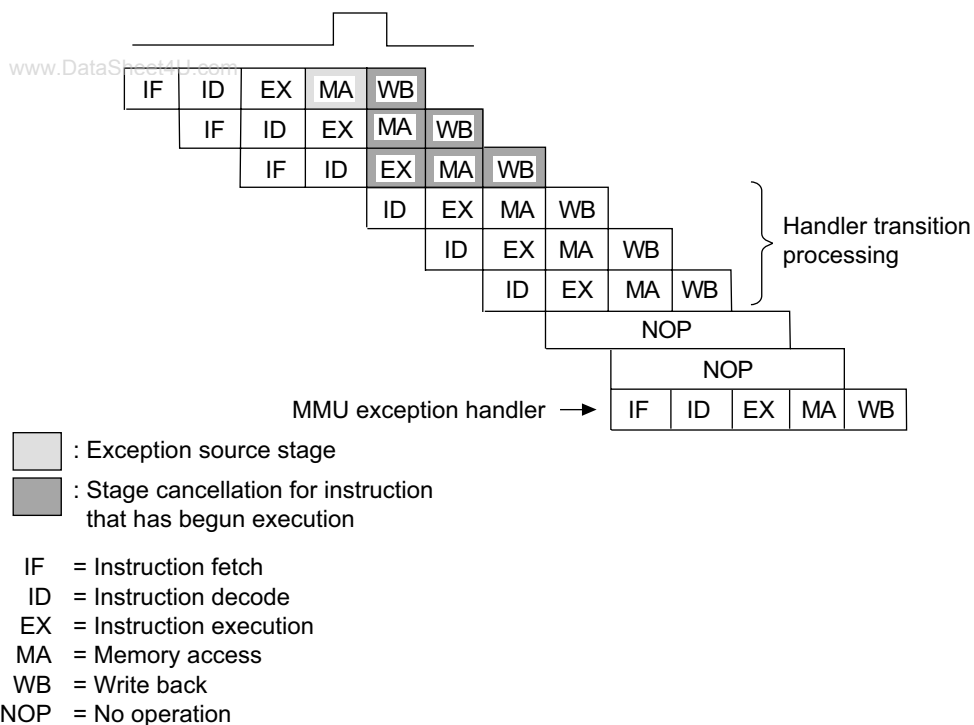 www.DataSheet4U.com
IF ID EX MA WB
IF ID EX MA WB
IF ID EX MA WB
ID EX MA WB
ID EX MA WB
ID EX MA WB
Handler transition
processing
NOP
NOP
MMU exception handler → IF ID EX MA WB
: Exception source stage
: Stage cancellation for instruction
that has begun execution
IF = Instruction fetch
ID = Instruction decode
EX = Instruction execution
MA = Memory access
WB = Write back
NOP = No operation